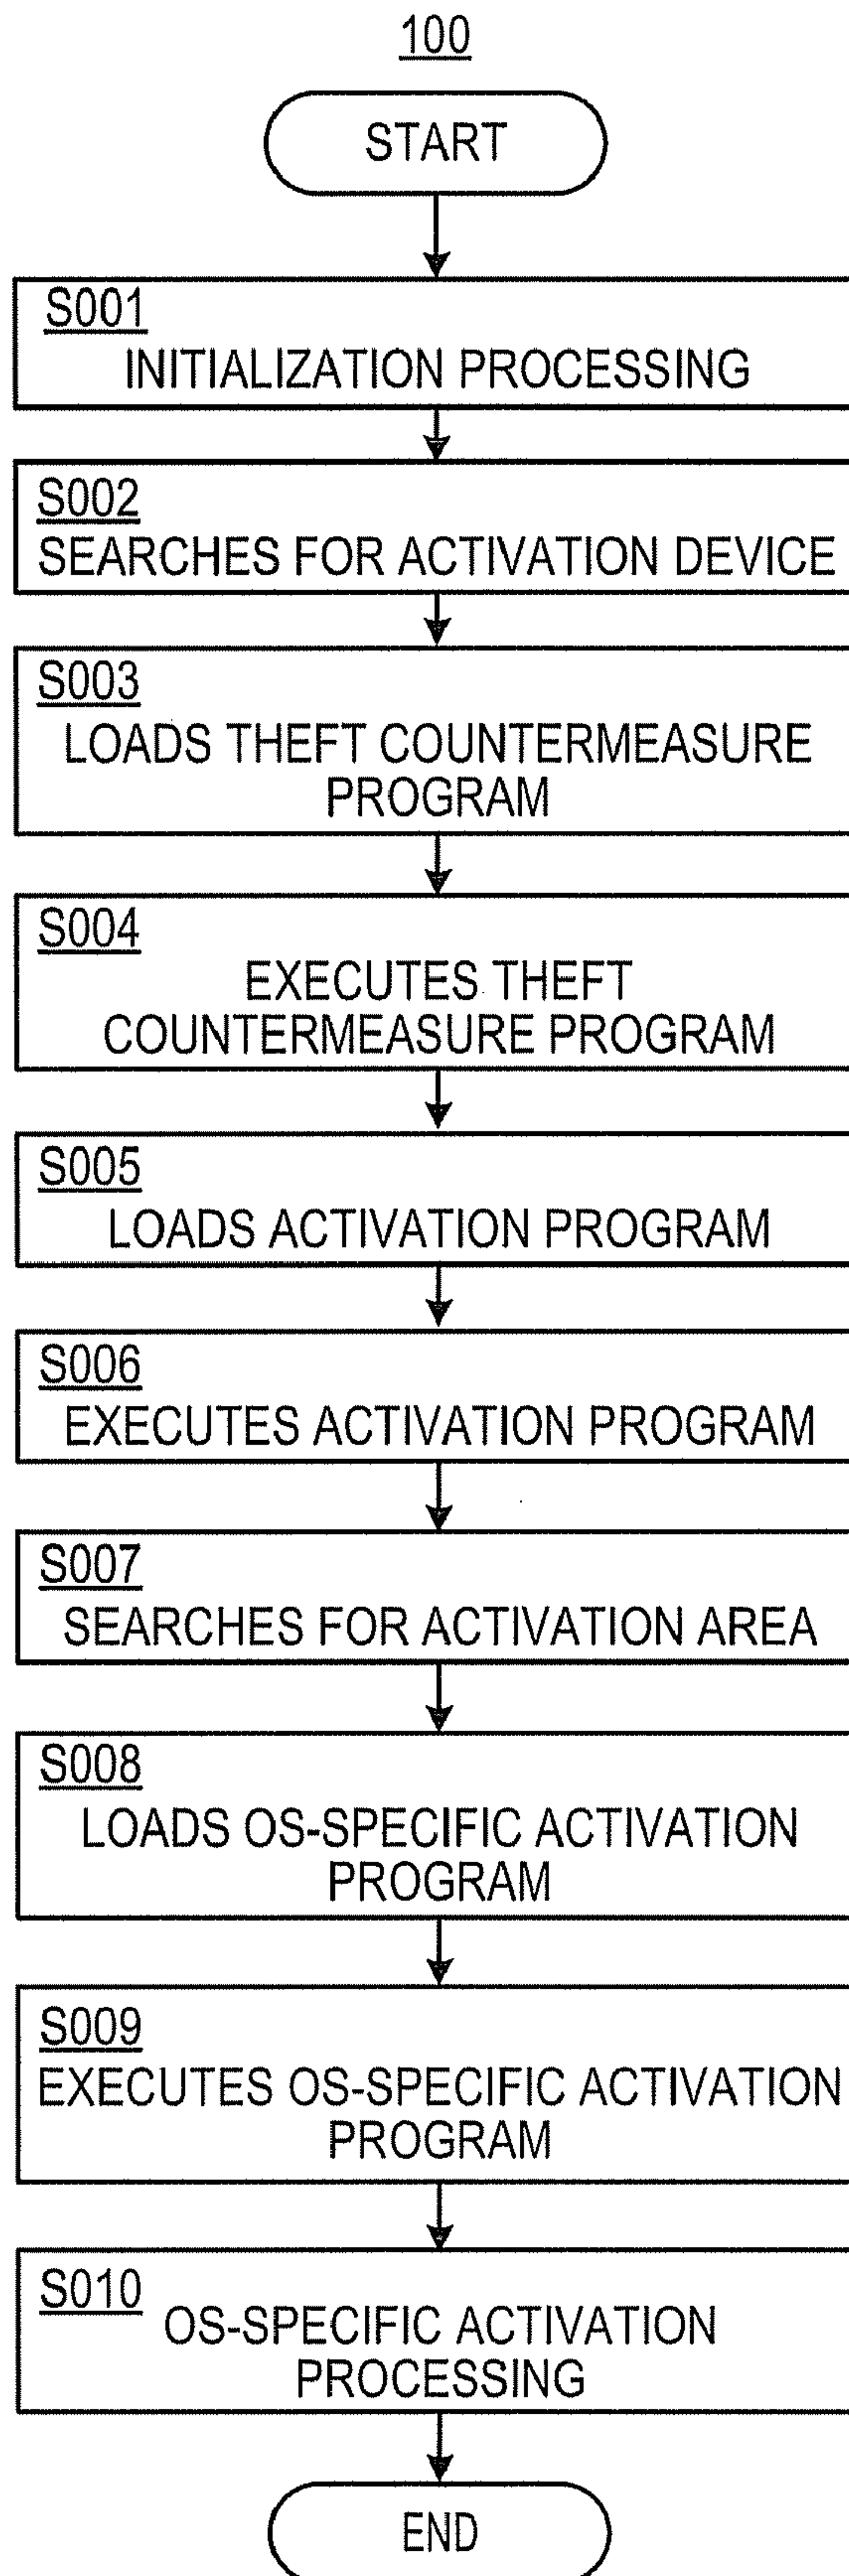 100
START
S001
INITIALIZATION PROCESSING
S002
SEARCHES FOR ACTIVATION DEVICE
S003
LOADS THEFT COUNTERMEASURE
PROGRAM
S004
EXECUTES THEFT
COUNTERMEASURE PROGRAM
S005
LOADS ACTIVATION PROGRAM
S006
EXECUTES ACTIVATION PROGRAM
S007
SEARCHES FOR ACTIVATION AREA
S008
LOADS OS-SPECIFIC ACTIVATION
PROGRAM
S009
EXECUTES OS-SPECIFIC ACTIVATION
PROGRAM
S010
OS-SPECIFIC ACTIVATION
PROCESSING
END